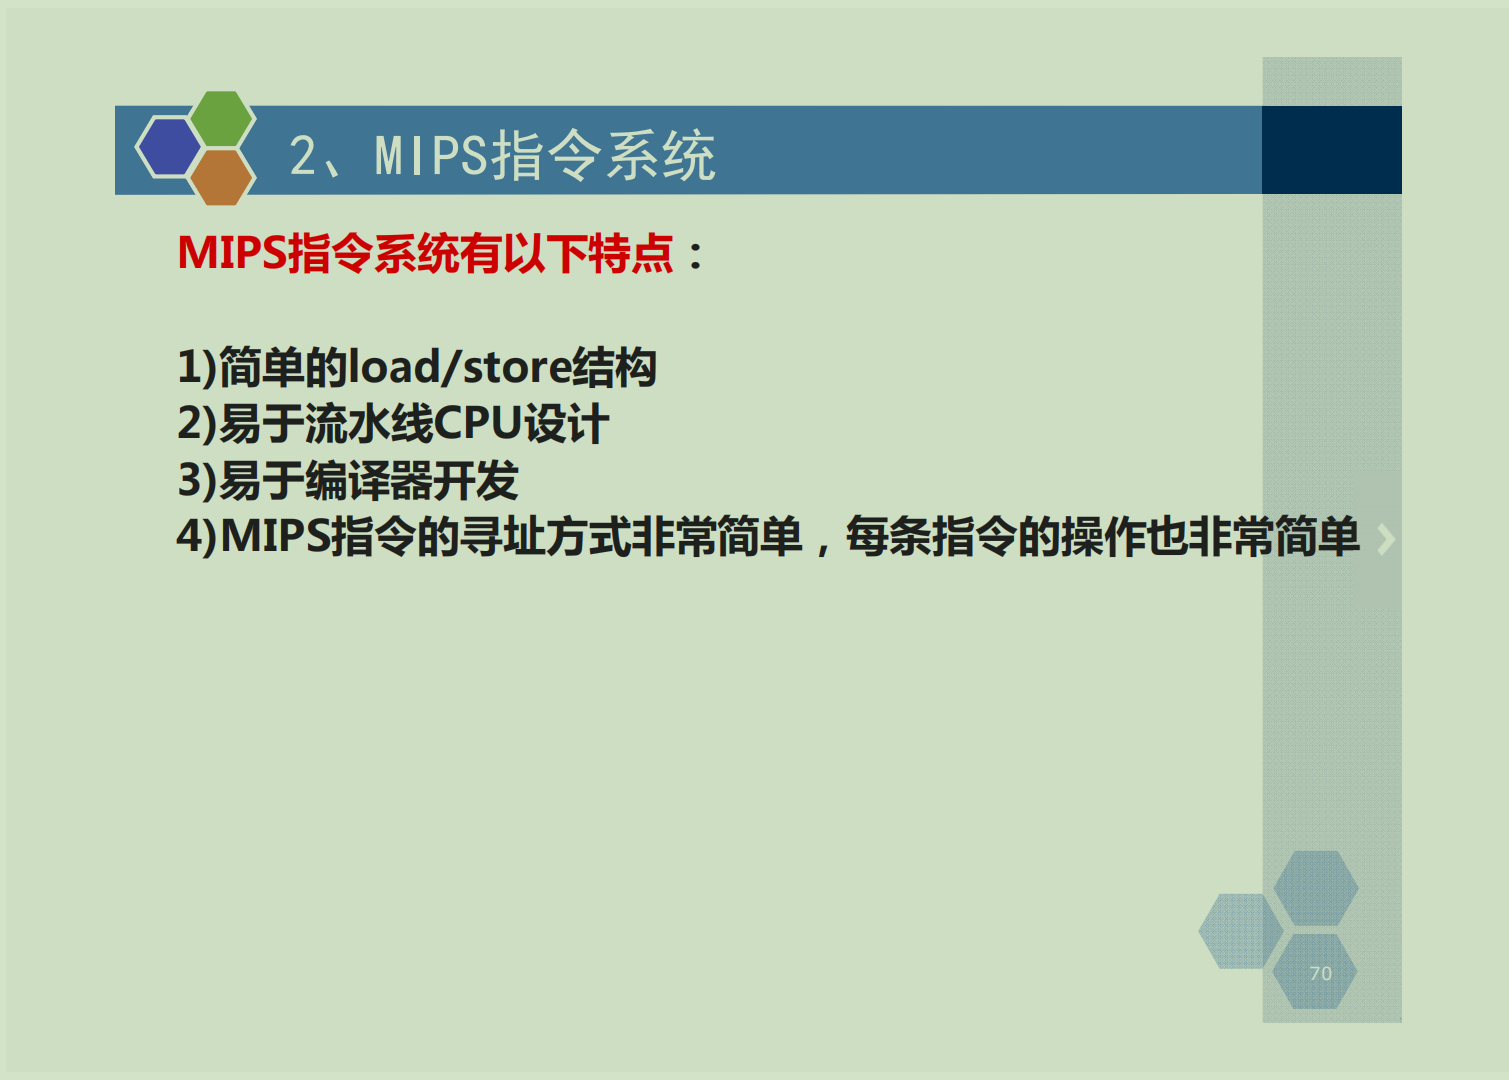 2、MIPS指令系统
MIPS指令系统有以下特点：
1)简单的load/store结构
2)易于流水线CPU设计
3)易于编译器开发
4)MIPS指令的寻址方式非常简单，每条指令的操作也非常简单
70